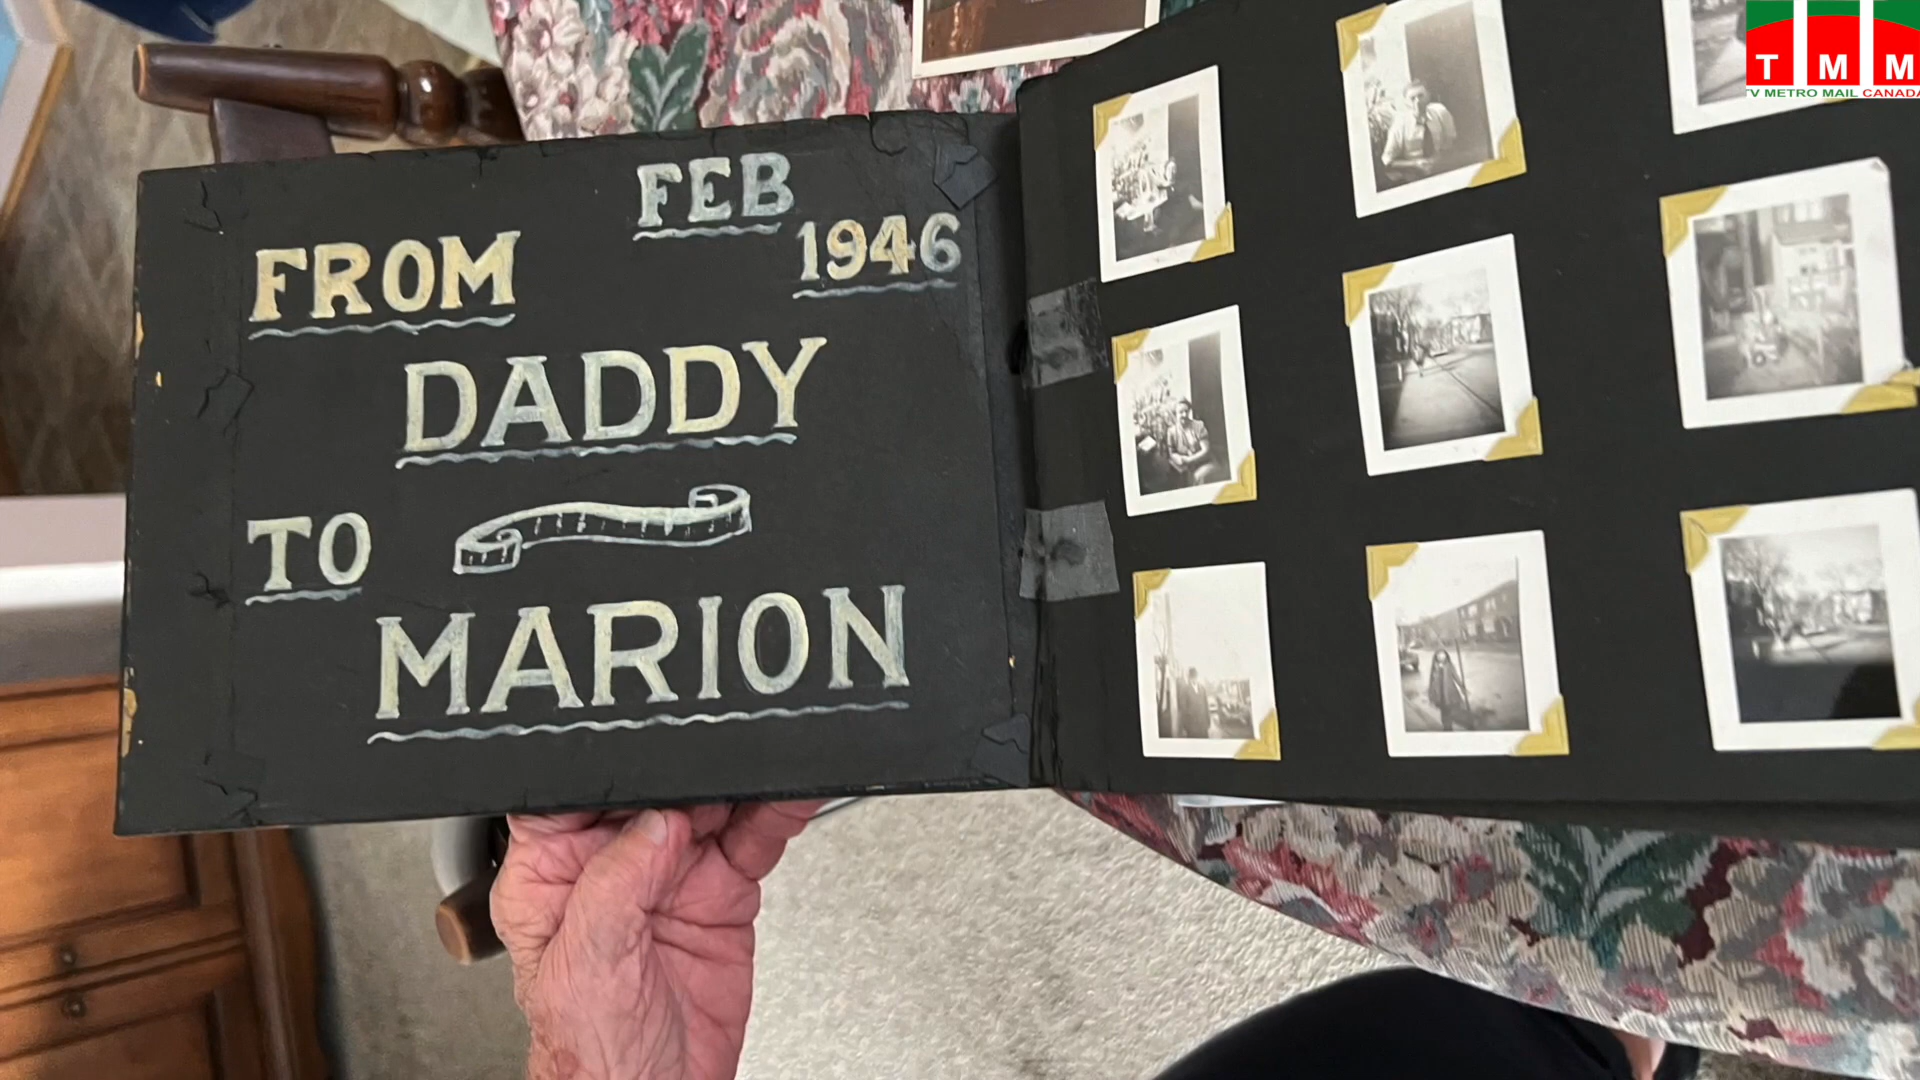 FEB
1946
FROM
DADDY
TO
MARION
TMM
TV METRO MAIL CANADA